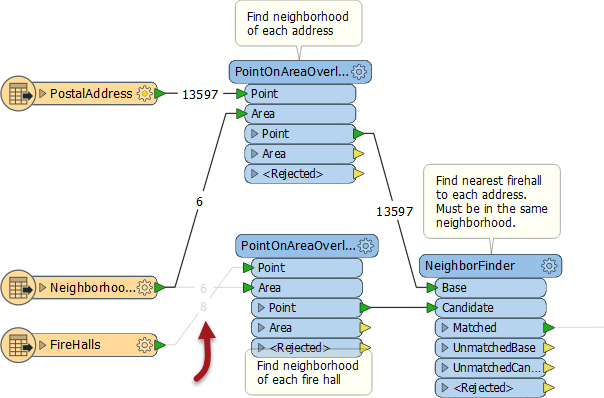 Find neighborhood
of each address
PointOnAreaOverl...
PostalAddress
13597
Point
Area
Point
Area
<Rejected>
6
13597
Find nearest firehall
to each address.
Must be in the same
neighborhood.
PointOnAreaOverl...
NeighborFinder
Neighborhoo...
6
8
Point
Area
Point
Area
<Rejected>
Base
Candidate
Matched
UnmatchedBase
UnmatchedCan...
<Rejected>
FireHalls
Find neighborhood
of each fire hall